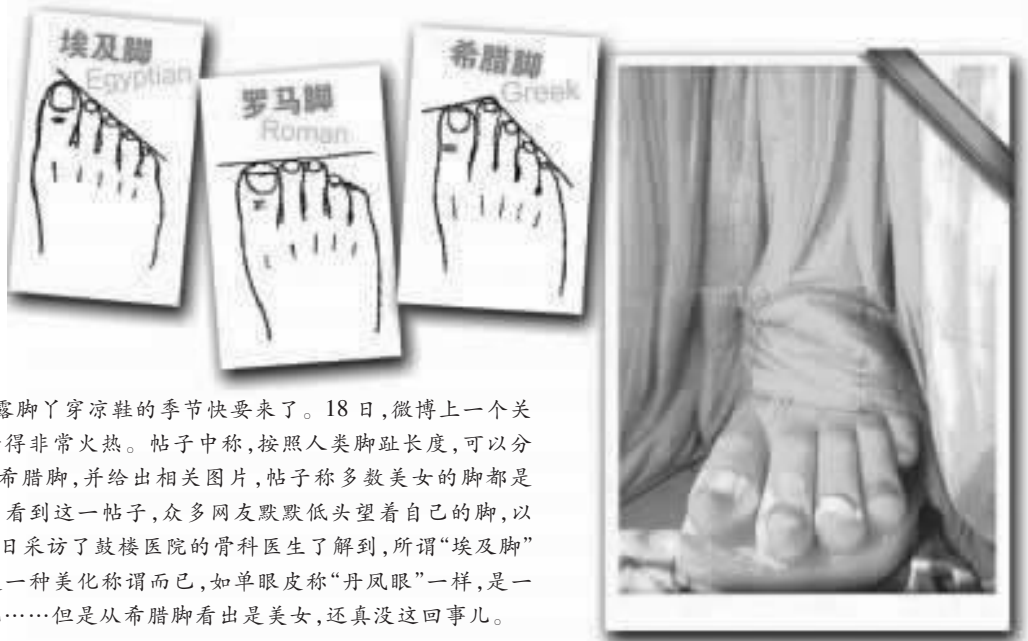 埃及脚
Egyptian
罗马脚
Roman
希腊脚
Greek
露脚丫穿凉鞋的季节快要来了。18日,微博上一个关
得非常火热。帖子中称,按照人类脚趾长度,可以分
希腊脚,并给出相关图片,帖子称多数美女的脚都是
看到这一帖子,众多网友默默低头望着自己的脚,以
日采访了鼓楼医院的骨科医生了解到,所谓“埃及脚”
一种美化称谓而已,如单眼皮称“丹凤眼”一样,是一
……但是从希腊脚看出是美女,还真没这回事儿。